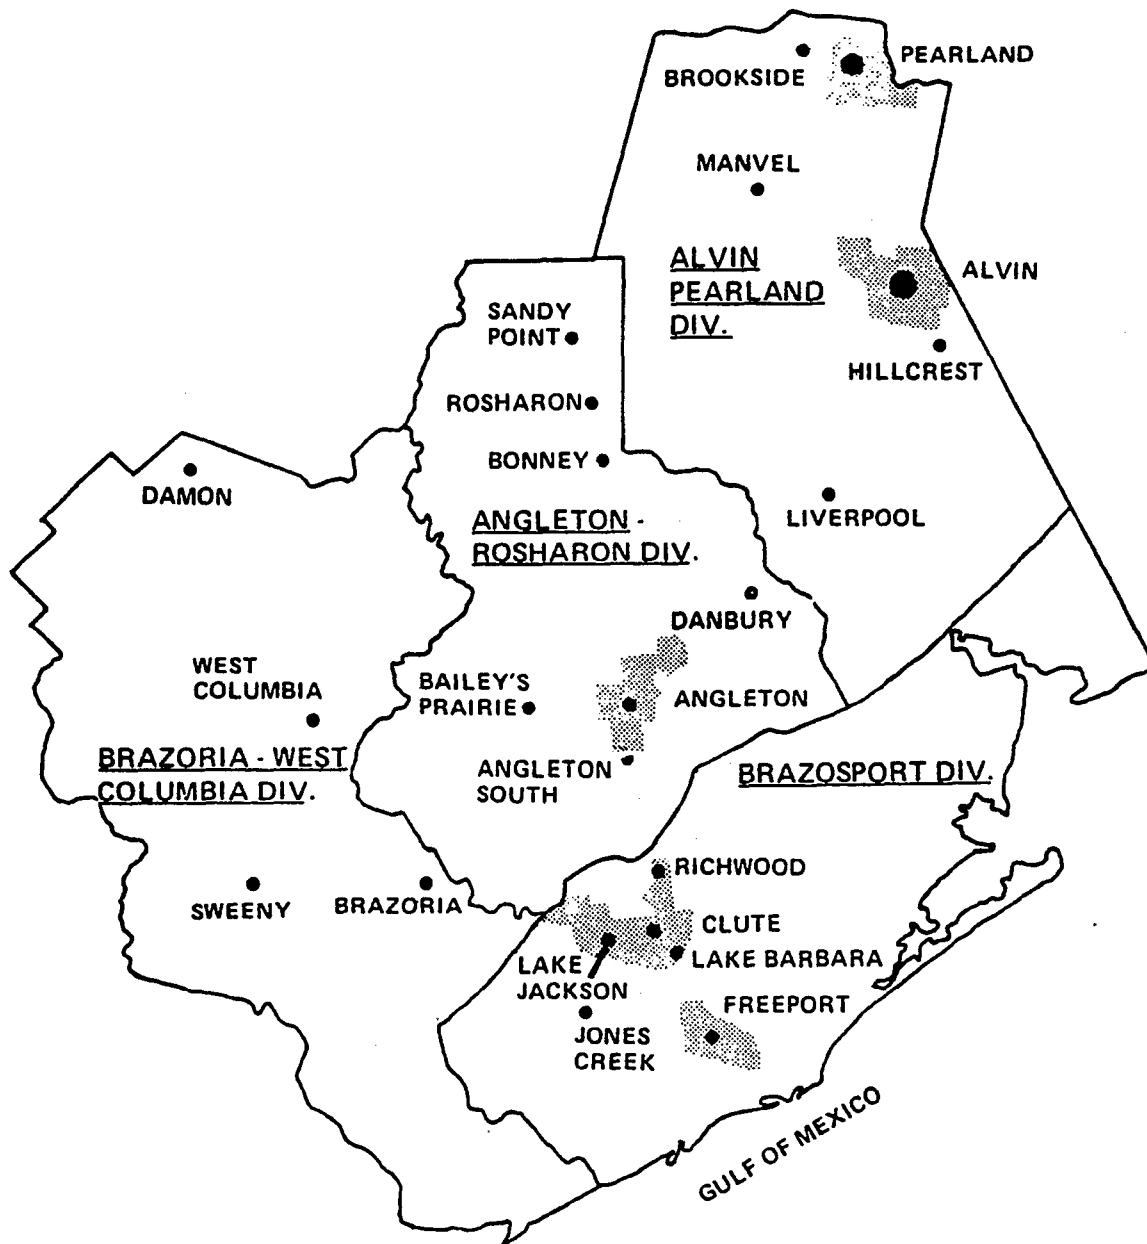 PEARLAND
BROOKSIDE
MANVEL
ALVIN
PEARLAND
DIV.
ALVIN
HILLCREST
SANDY
POINT
ROSHARON
BONNEY
DAMON
ANGLETON -
ROSHARON DIV.
LIVERPOOL
DANBURY
WEST
COLUMBIA
BAILEY'S
PRAIRIE
ANGLETON
BRAZORIA - WEST
COLUMBIA DIV.
ANGLETON
SOUTH
BRAZOSPORT DIV.
RICHWOOD
SWEENY
BRAZORIA
CLUTE
LAKE BARBARA
LAKE
JACKSON
FREEPORT
JONES
CREEK
GULF OF MEXICO